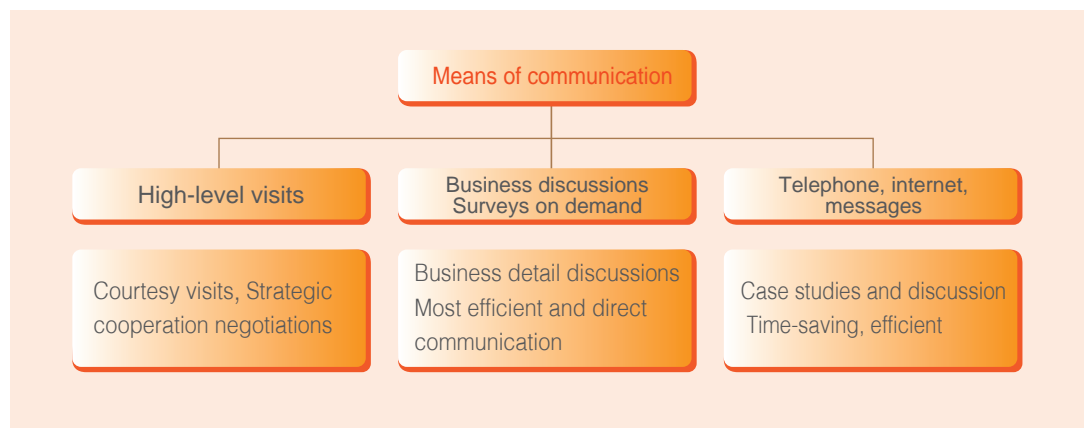 Means of communication
High-level visits
Business discussions
Surveys on demand
Telephone, internet,
messages
Courtesy visits, Strategic
cooperation negotiations
Business detail discussions
Most efficient and direct
communication
Case studies and discussion
Time-saving, efficient